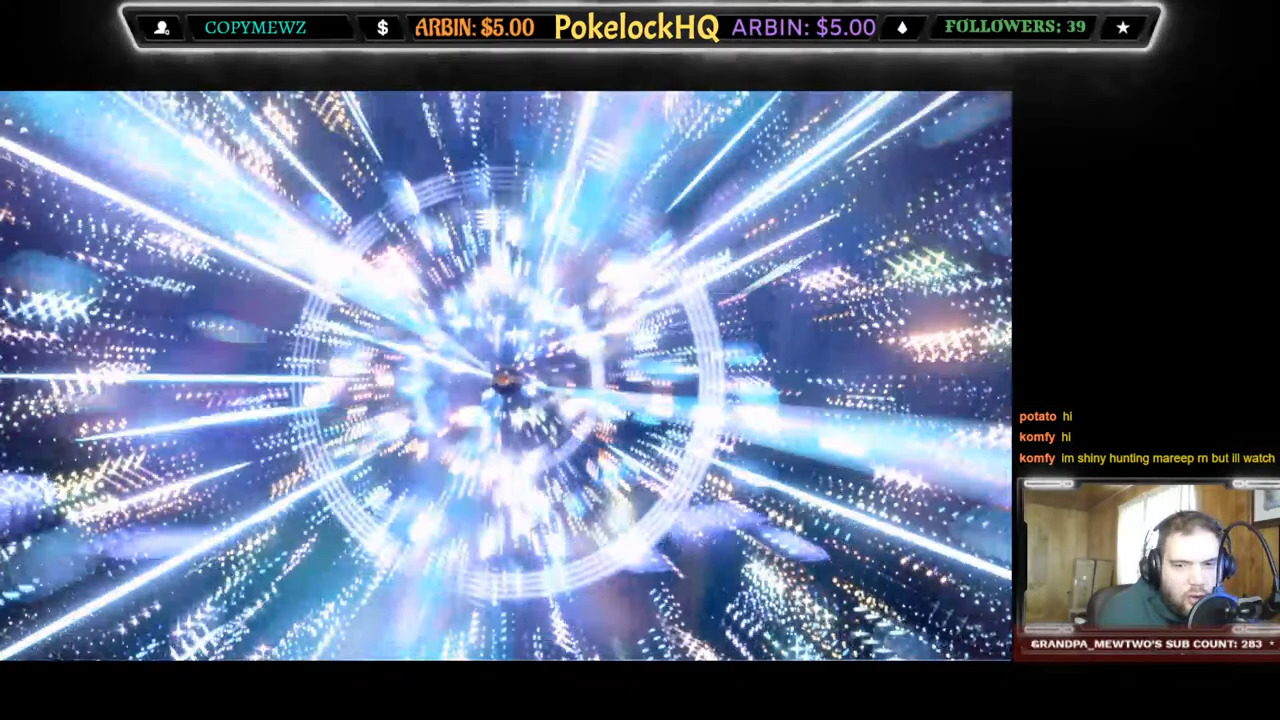 COPYMEWZ $ ARBIN: $5.00 PokelockHQ ARBIN: $5.00 FOLLOWERS: 39
potato hi
komfy hi
komfy im shiny hunting mareep rn but ill watch
GRANDPA_MEWTWO'S SUB COUNT: 283 *